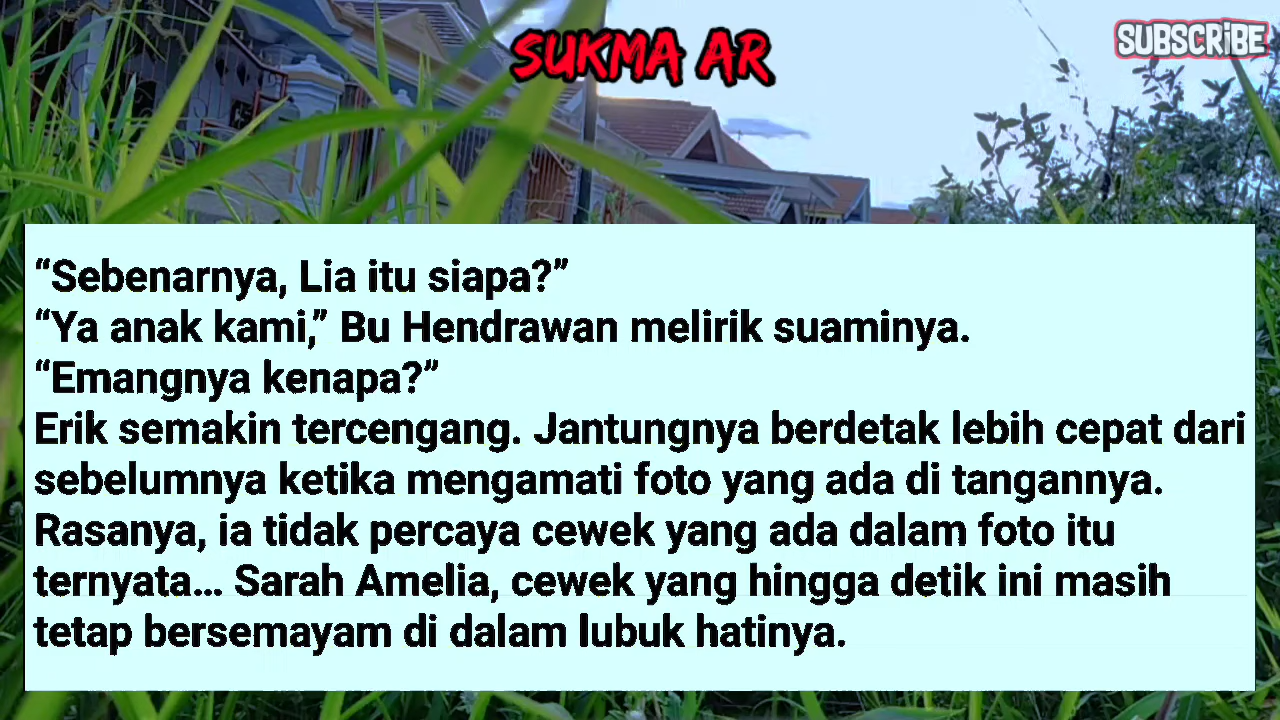 SUKMA AR
SUBSCRiBE
“Sebenarnya, Lia itu siapa?”
“Ya anak kami,” Bu Hendrawan melirik suaminya.
“Emangnya kenapa?”
Erik semakin tercengang. Jantungnya berdetak lebih cepat dari
sebelumnya ketika mengamati foto yang ada di tangannya.
Rasanya, ia tidak percaya cewek yang ada dalam foto itu
ternyata... Sarah Amelia, cewek yang hingga detik ini masih
tetap bersemayam di dalam lubuk hatinya.